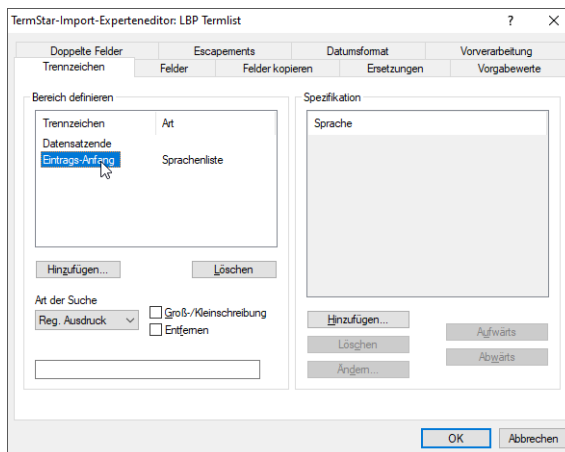 TermStar-Import-Experteneditor: LBP Termlist
Doppelte Felder Escapements Datumsformat Vorverarbeitung
Trennzeichen Felder Felder kopieren Ersetzungen Vorgabewerte
Bereich definieren
Trennzeichen Art
Datensatzende
Eintrags-Anfang Sprachenliste
Hinzufügen... Löschen
Art der Suche
Reg. Ausdruck
Groß-/Kleinschreibung
Entfernen
Spezifikation
Sprache
Hinzufügen...
Löschen
Ändern...
Aufwärts
Abwärts
OK Abbrechen